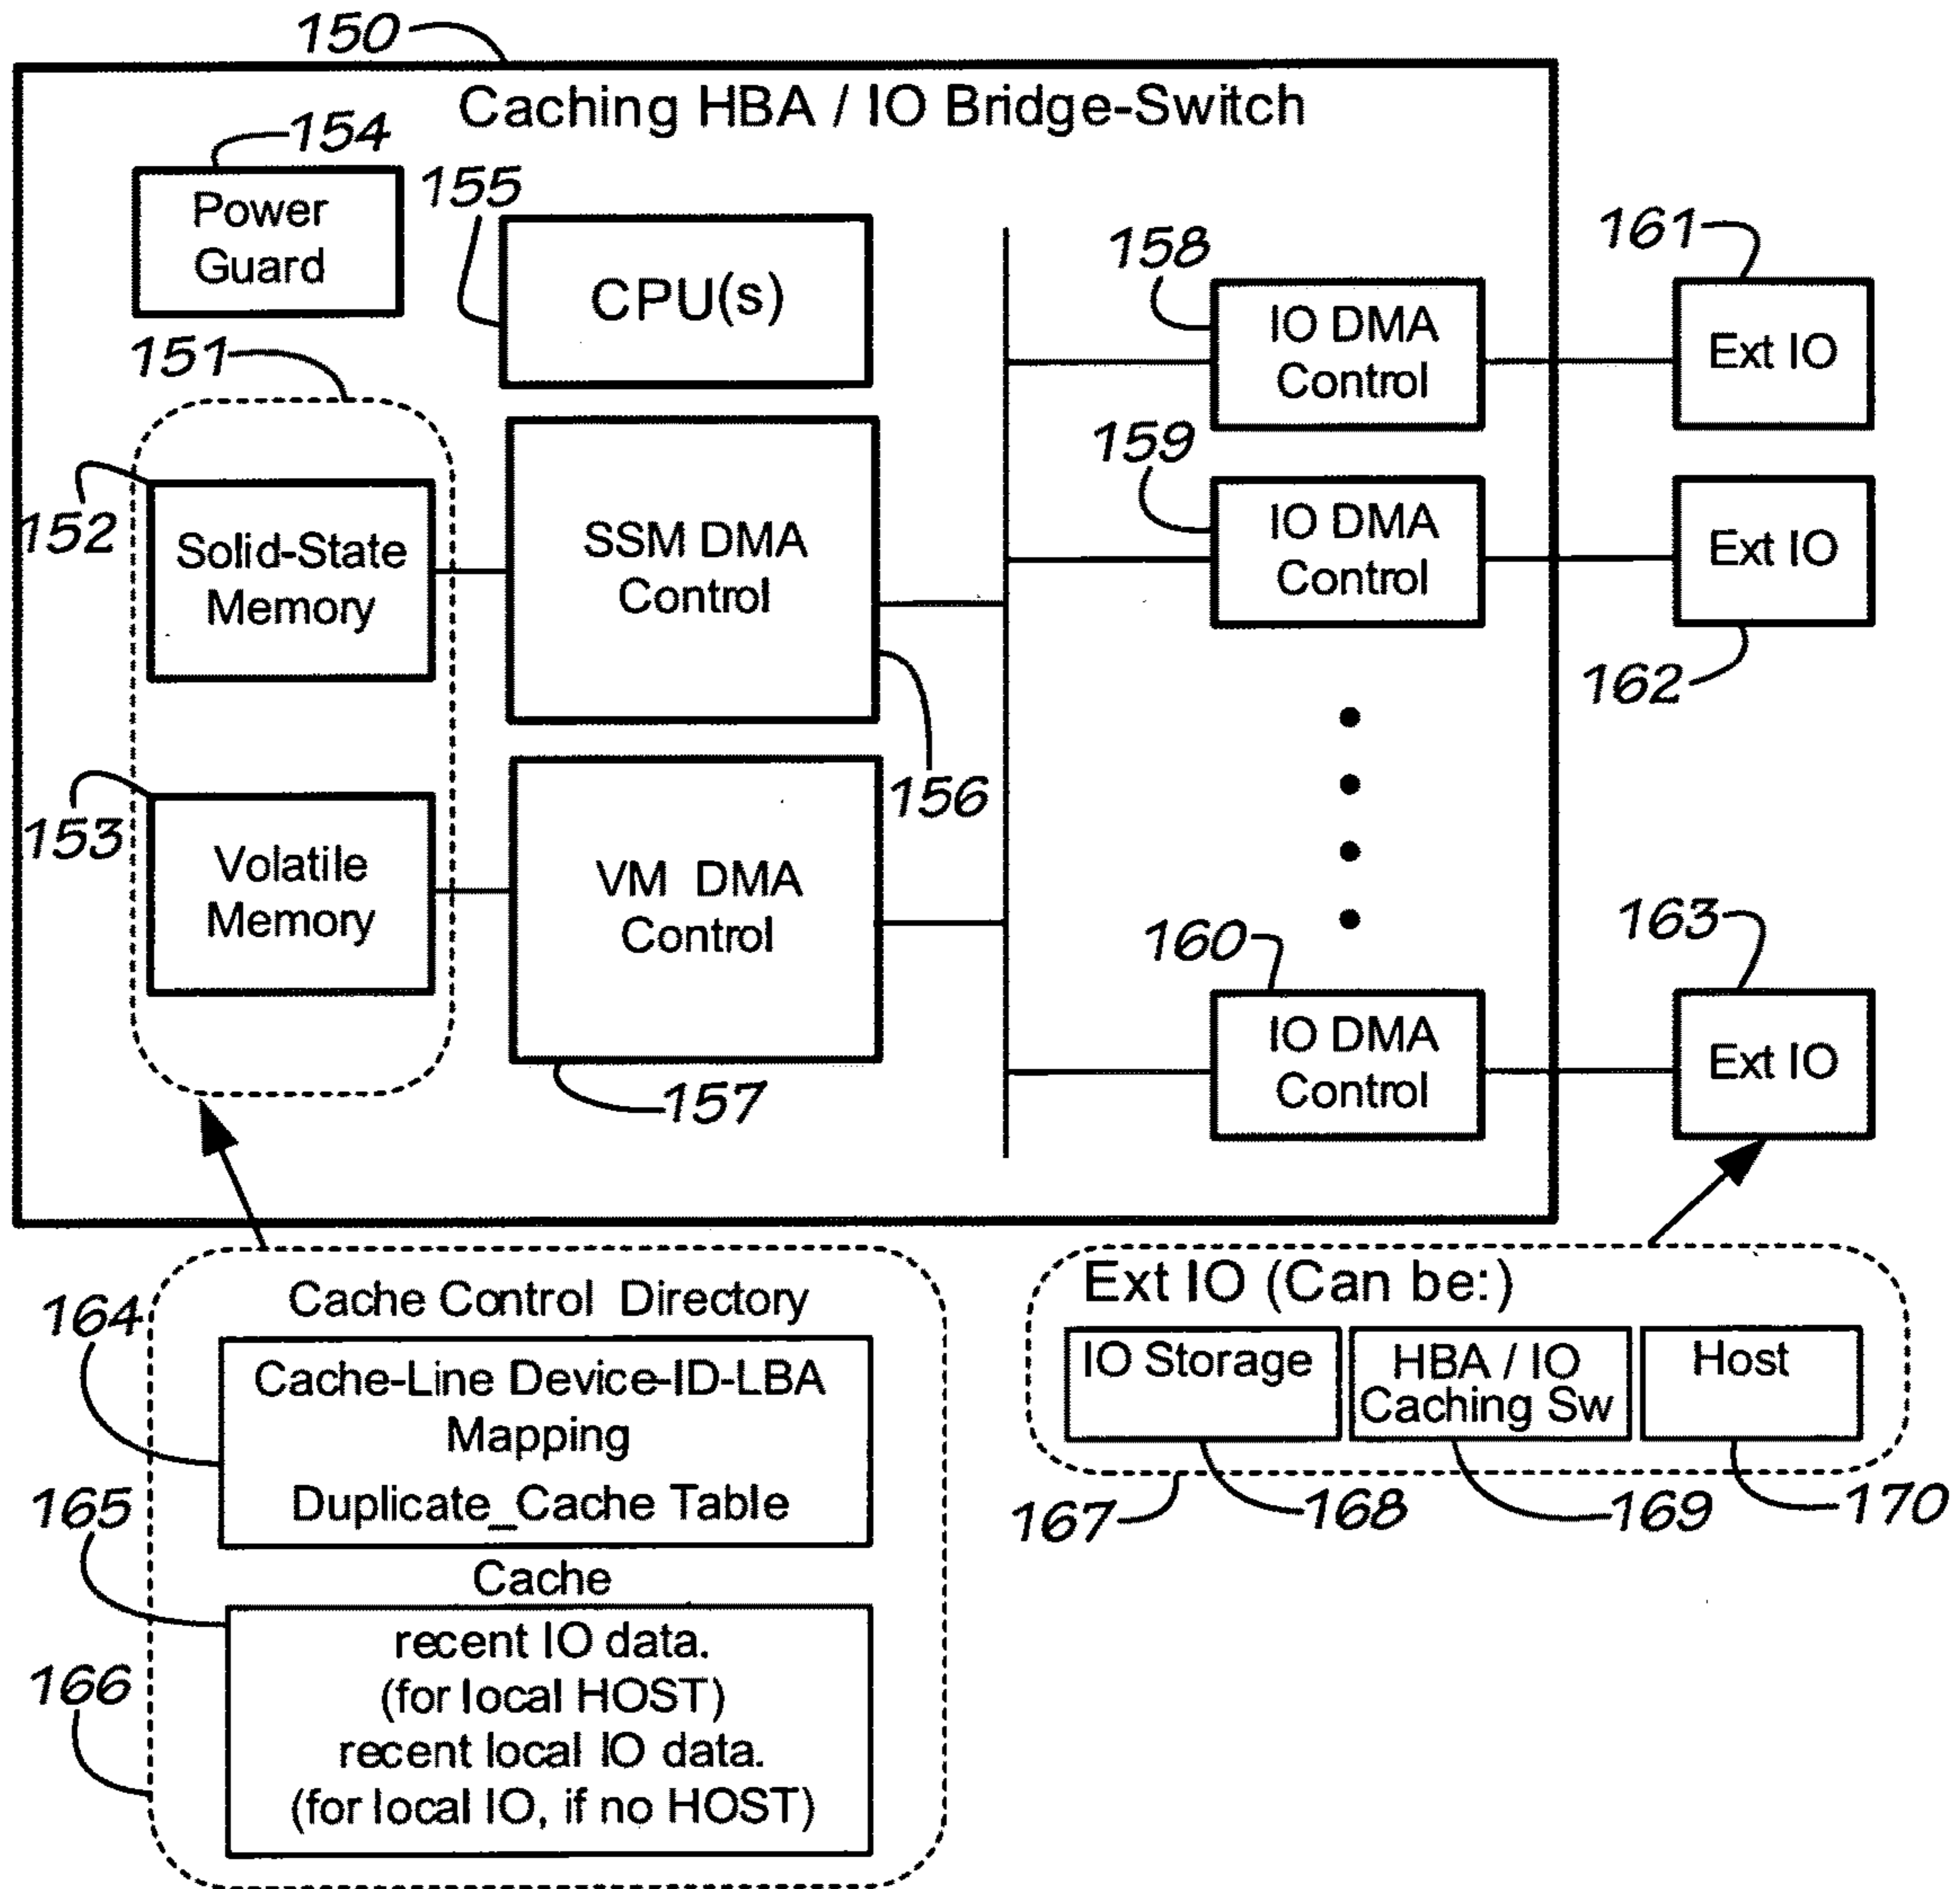 150
Caching HBA / IO Bridge-Switch
154
Power
Guard
155
CPU(s)
158
IO DMA
Control
161
Ext IO
151
159
IO DMA
Control
Ext IO
162
152
Solid-State
Memory
SSM DMA
Control
156
153
Volatile
Memory
VM DMA
Control
157
160
IO DMA
Control
163
Ext IO
Cache Control Directory
164
Cache-Line Device-ID-LBA
Mapping
Duplicate_Cache Table
165
Cache
recent IO data.
(for local HOST)
recent local IO data.
(for local IO, if no HOST)
166
Ext IO (Can be:)
IO Storage
HBA / IO
Caching Sw
Host
167
168
169
170